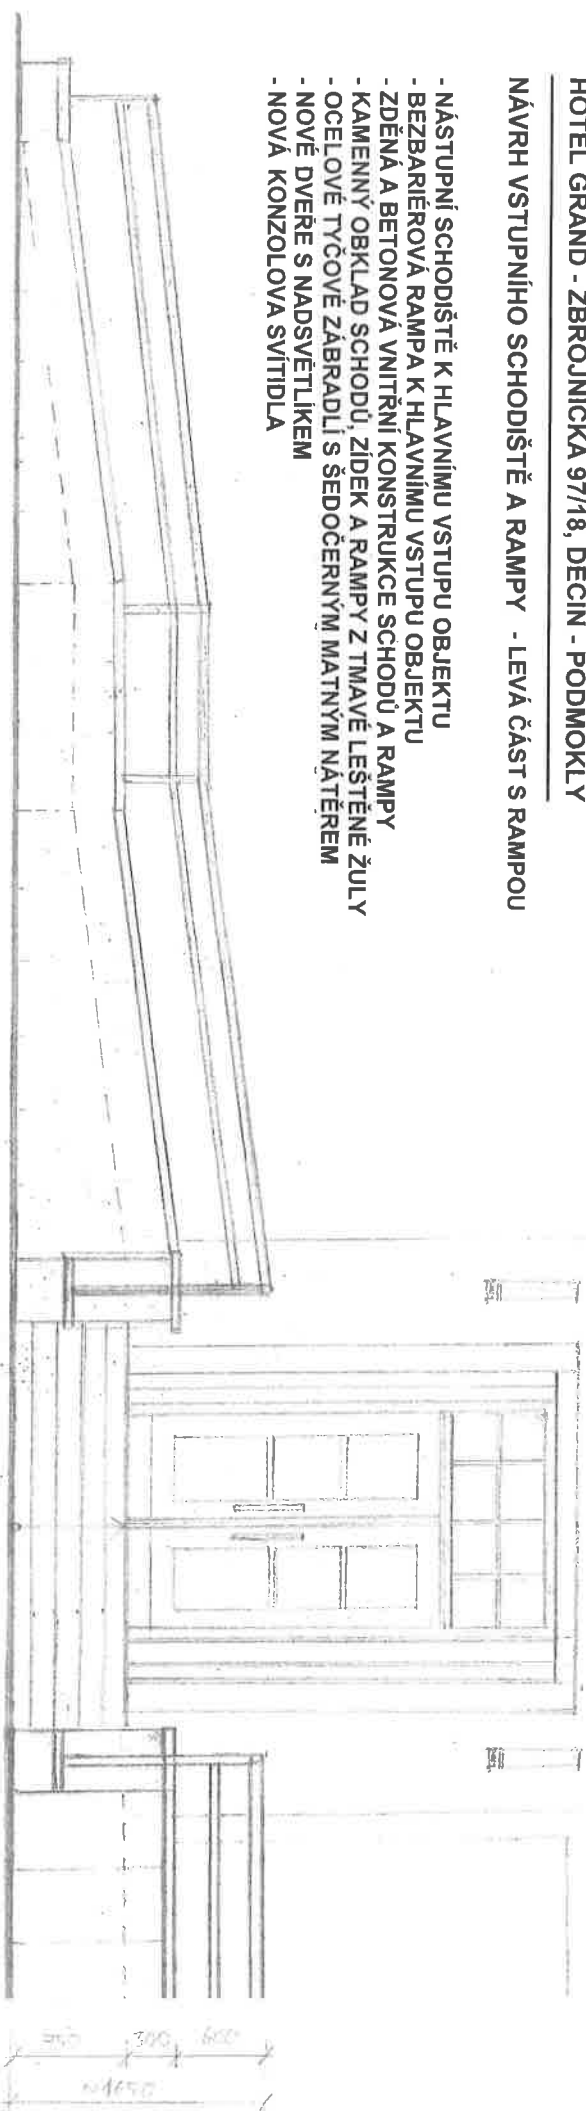 HOTEL GRAND - ZBROJNICKÁ 97/18, DĚČÍN - PODMOKLY
NÁVRH VSTUPNÍHO SCHODIŠTĚ A RAMPY - LEVÁ ČÁST S RAMPOU
- NÁSTUPNÍ SCHODIŠTĚ K HLAVNÍMU VSTUPU OBJEKTU
- BEZBARIÉROVÁ RAMPA K HLAVNÍMU VSTUPU OBJEKTU
- ZDĚNÁ A BETONOVÁ VNITŘNÍ KONSTRUKCE SCHODŮ A RAMPY
- KAMENNÝ OBKLAD SCHODŮ, ZÍDEK A RAMPY Z TMAVÉ LEŠTĚNÉ ŽULY
- OCELOVÉ TYČOVÉ ZÁBRADLÍ S ŠEDOČERNÝM MATNÝM NÁTĚREM
- NOVÉ DVEŘE S NADSVĚTLÍKEM
- NOVÁ KONZOLOVA SVÍTIDLA
600
~1650